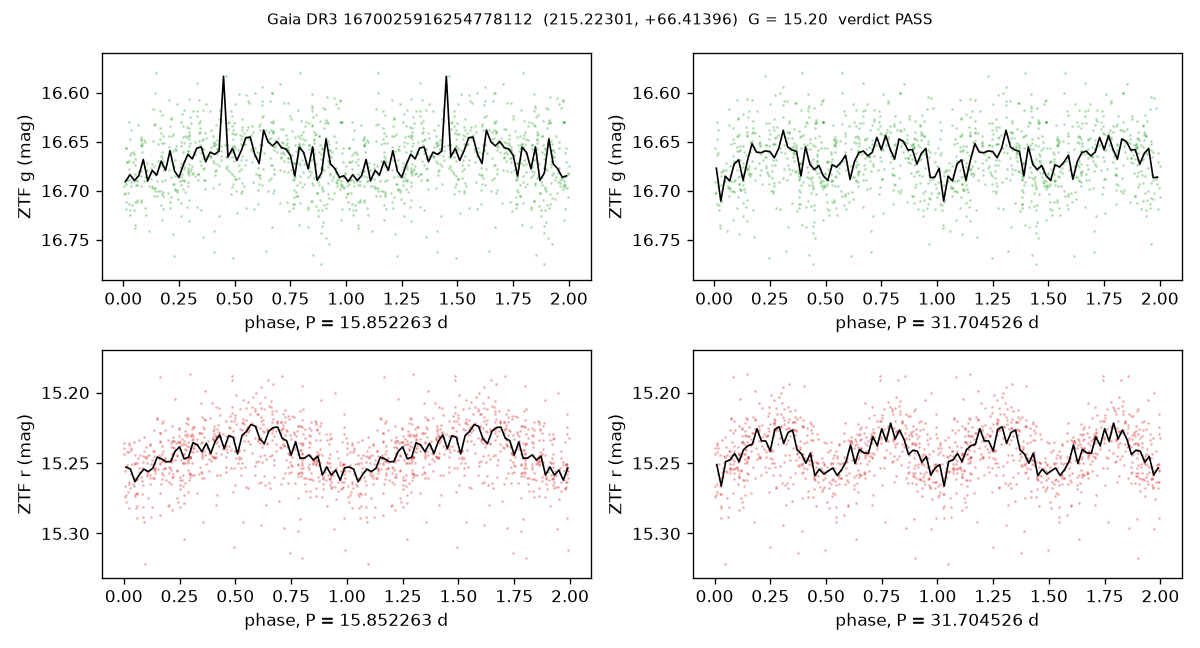 Gaia DR3 1670025916254778112 (215.22301, +66.41396) G = 15.20 verdict PASS
ZTF g (mag)
16.60
16.65
16.70
16.75
0.00 0.25 0.50 0.75 1.00 1.25 1.50 1.75 2.00
phase, P = 15.852263 d
ZTF g (mag)
16.60
16.65
16.70
16.75
0.00 0.25 0.50 0.75 1.00 1.25 1.50 1.75 2.00
phase, P = 31.704526 d
ZTF r (mag)
15.20
15.25
15.30
0.00 0.25 0.50 0.75 1.00 1.25 1.50 1.75 2.00
phase, P = 15.852263 d
ZTF r (mag)
15.20
15.25
15.30
0.00 0.25 0.50 0.75 1.00 1.25 1.50 1.75 2.00
phase, P = 31.704526 d